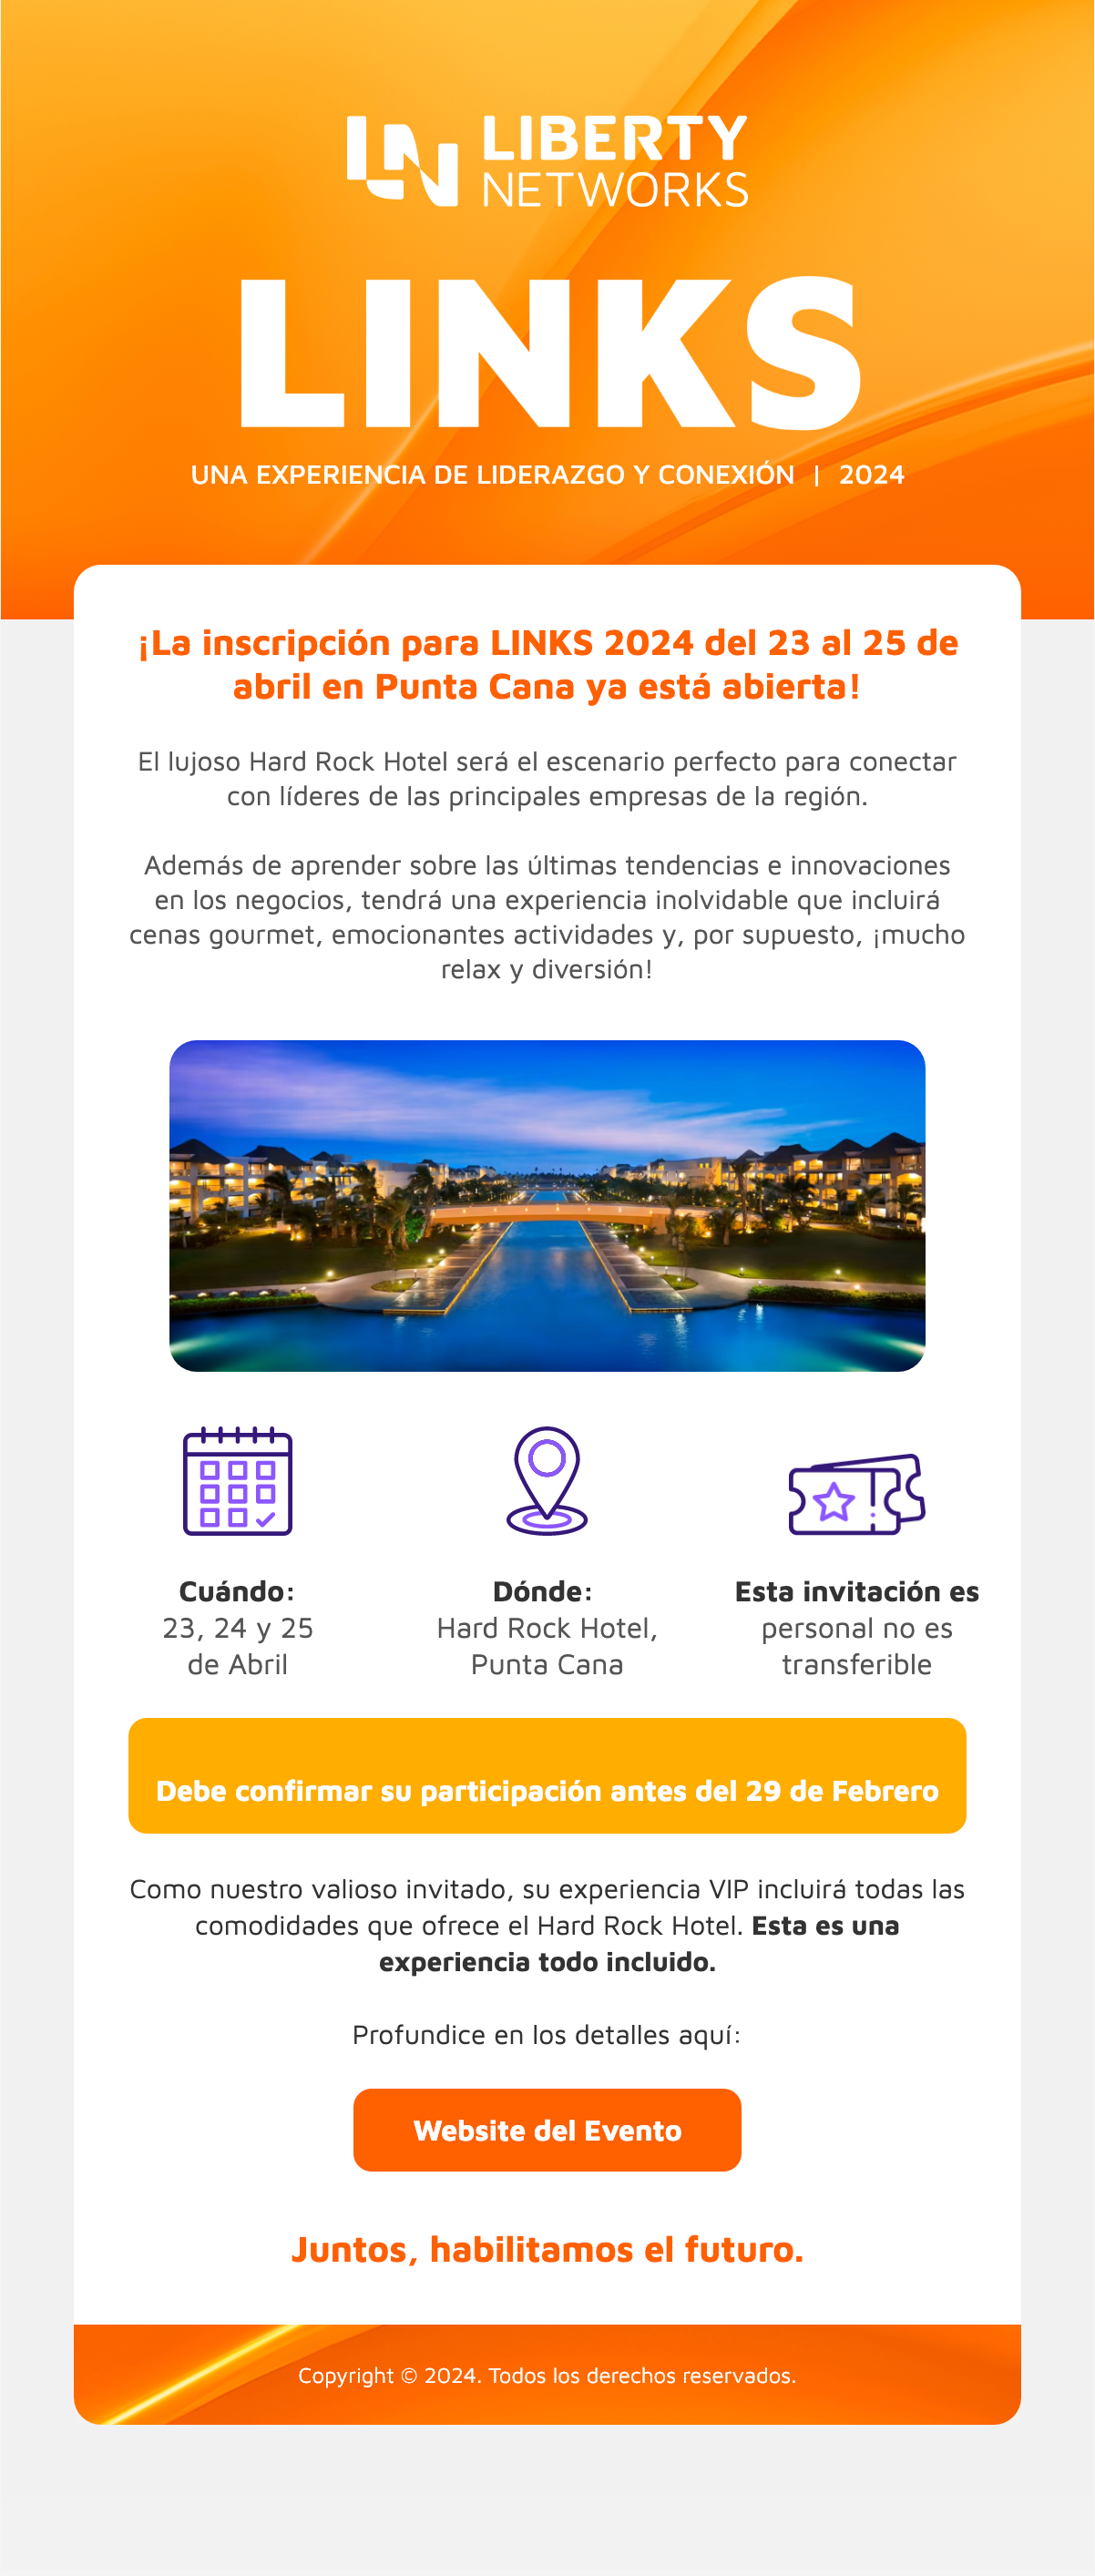 LIBERTY
NETWORKS
LINKS
UNA EXPERIENCIA DE LIDERAZGO Y CONEXIÓN | 2024
¡La inscripción para LINKS 2024 del 23 al 25 de
abril en Punta Cana ya está abierta!
El lujoso Hard Rock Hotel será el escenario perfecto para conectar
con líderes de las principales empresas de la región.
Además de aprender sobre las últimas tendencias e innovaciones
en los negocios, tendrá una experiencia inolvidable que incluirá
cenas gourmet, emocionantes actividades y, por supuesto, ¡mucho
relax y diversión!
Cuándo:
23, 24 y 25
de Abril
Dónde:
Hard Rock Hotel,
Punta Cana
Esta invitación es
personal no es
transferible
Debe confirmar su participación antes del 29 de Febrero
Como nuestro valioso invitado, su experiencia VIP incluirá todas las
comodidades que ofrece el Hard Rock Hotel. Esta es una
experiencia todo incluido.
Profundice en los detalles aquí:
Website del Evento
Juntos, habilitamos el futuro.
Copyright © 2024. Todos los derechos reservados.